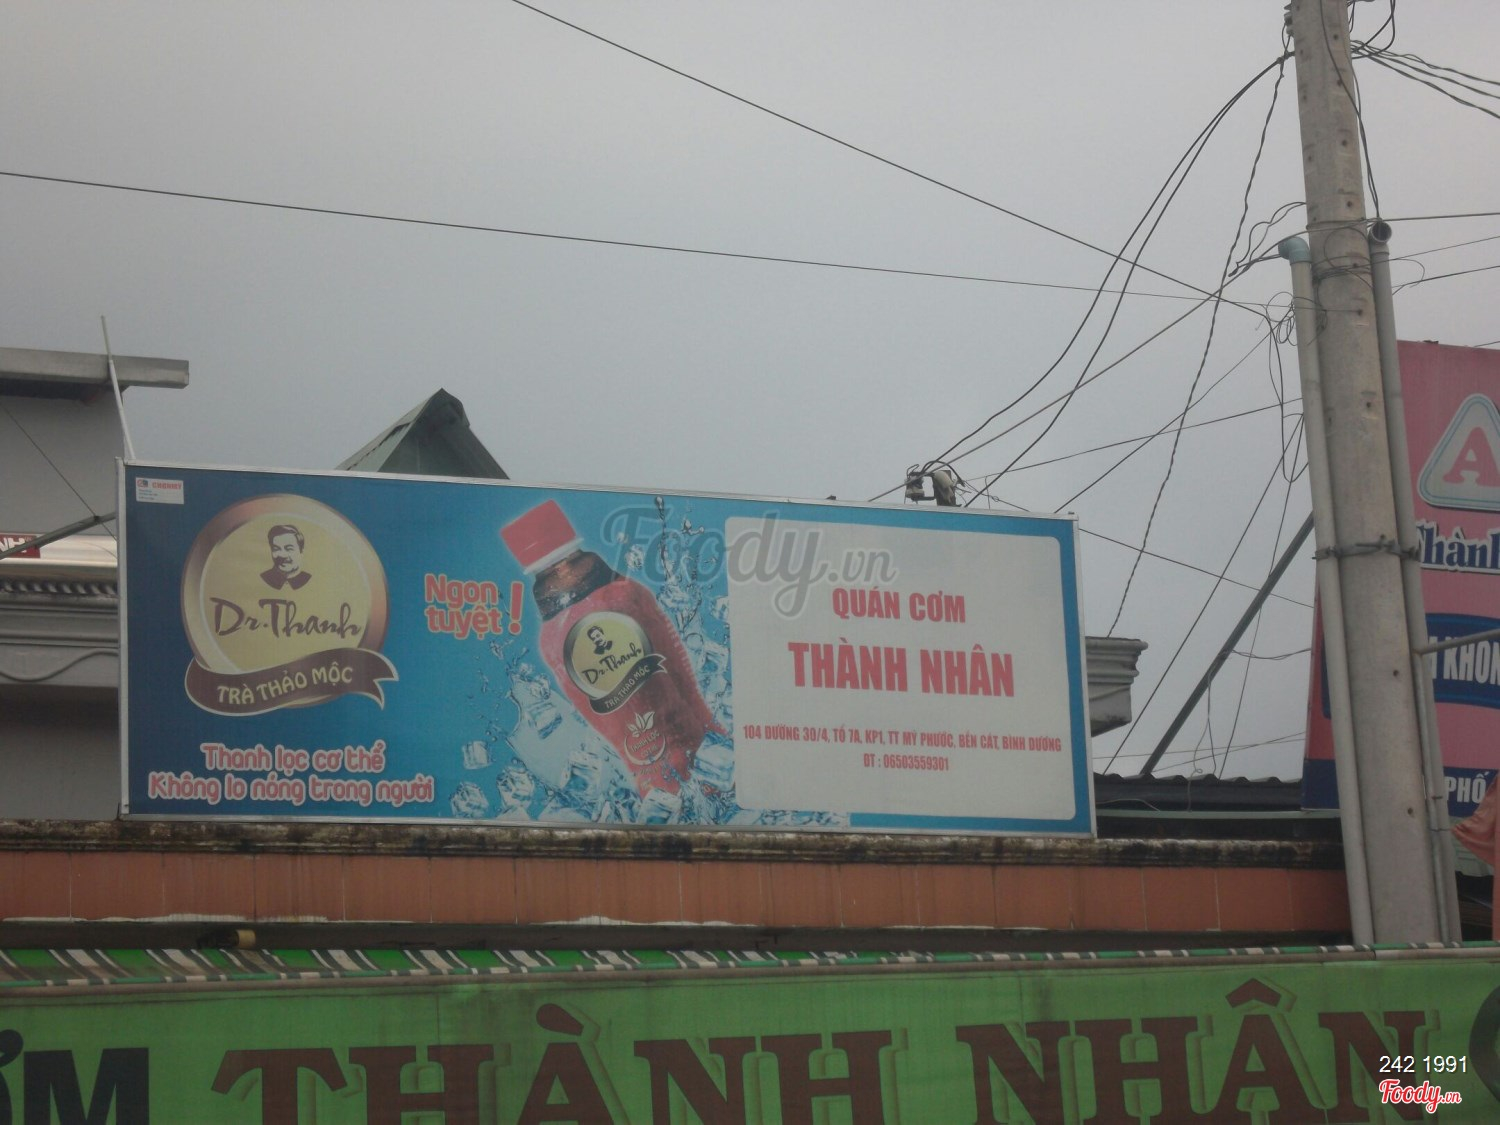 Dr.Thanh
TRÀ THẢO MỘC
Ngon
tuyệt!
Thanh lọc cơ thể
Không lo nóng trong người
Dr.Thanh
TRÀ THẢO MỘC
Foody.vn
QUÁN CƠM
THÀNH NHÂN
104 ĐƯỜNG 30/4, TỔ 7A, KP1, TT MỸ PHƯỚC, BẾN CÁT, BÌNH DƯƠNG
ĐT : 06503559301
A
KHÔN
PHỐ
THÀNH NHÂN
242 1991
Foody.vn